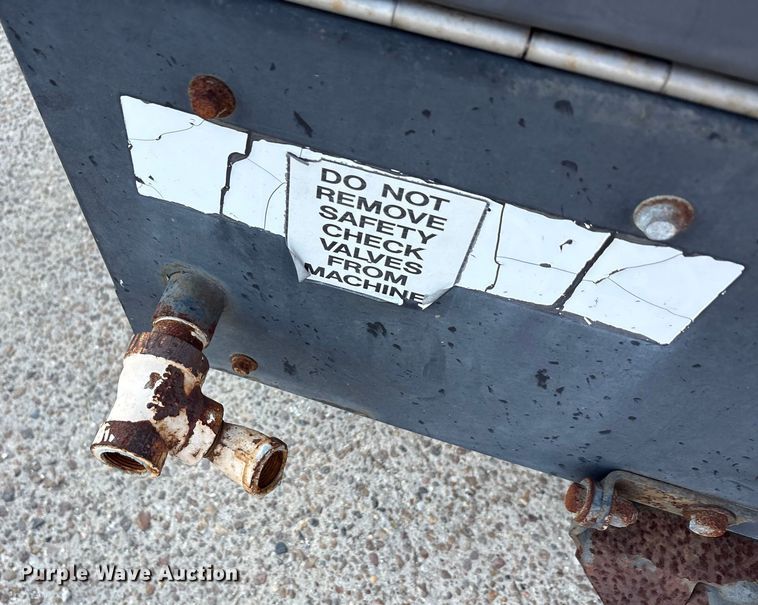 DO NOT
REMOVE
SAFETY
CHECK
VALVES
FROM
MACHINE
Purple Wave Auction